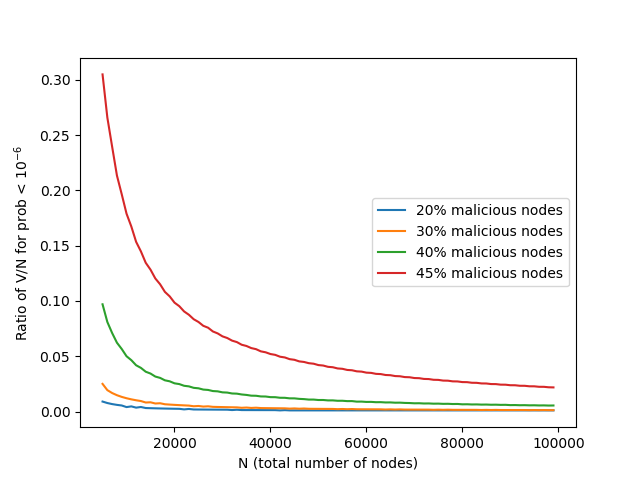 0.30
0.25
0.20
0.15
0.10
0.05
0.00
Ratio of V/N for prob < 10⁻⁶
20% malicious nodes
30% malicious nodes
40% malicious nodes
45% malicious nodes
20000 40000 60000 80000 100000
N (total number of nodes)